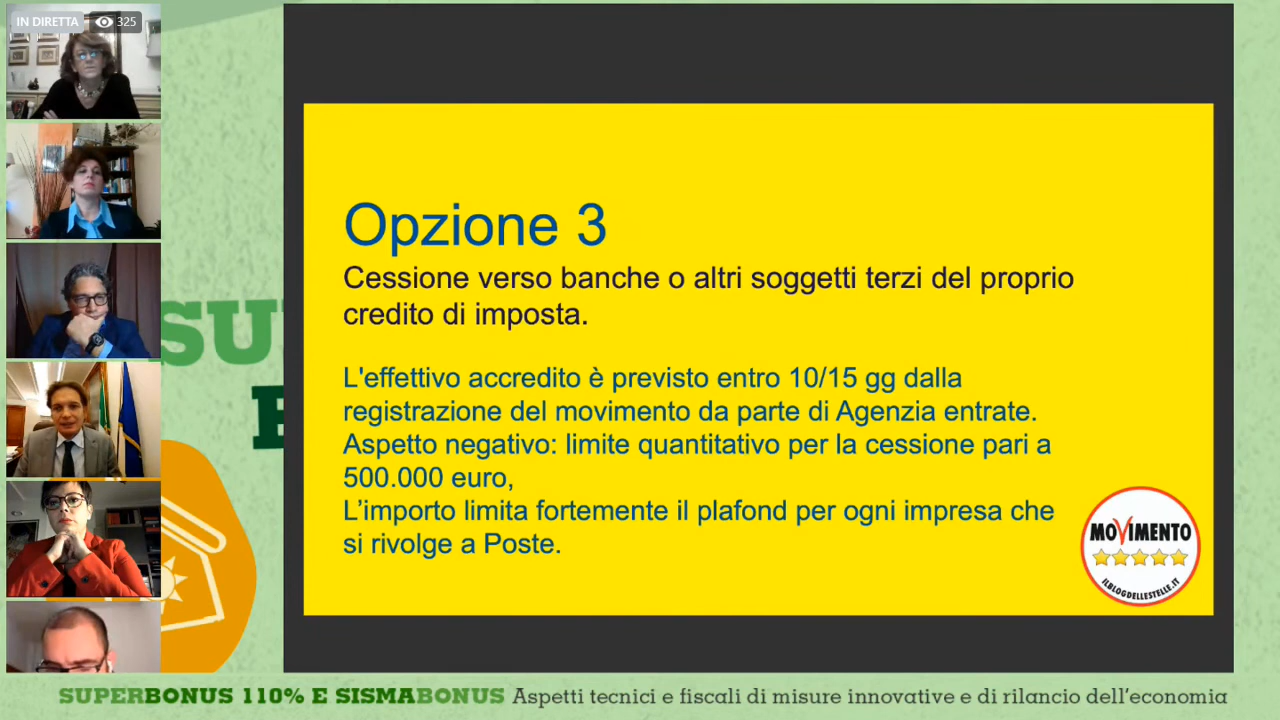 IN DIRETTA 325
SU
Opzione 3
Cessione verso banche o altri soggetti terzi del proprio
credito di imposta.
L'effettivo accredito è previsto entro 10/15 gg dalla
registrazione del movimento da parte di Agenzia entrate.
Aspetto negativo: limite quantitativo per la cessione pari a
500.000 euro,
L'importo limita fortemente il plafond per ogni impresa che
si rivolge a Poste.
MOVIMENTO
ILBLOGDELLESTELLE.IT
SUPERBONUS 110% E SISMABONUS Aspetti tecnici e fiscali di misure innovative e di rilancio dell'economia